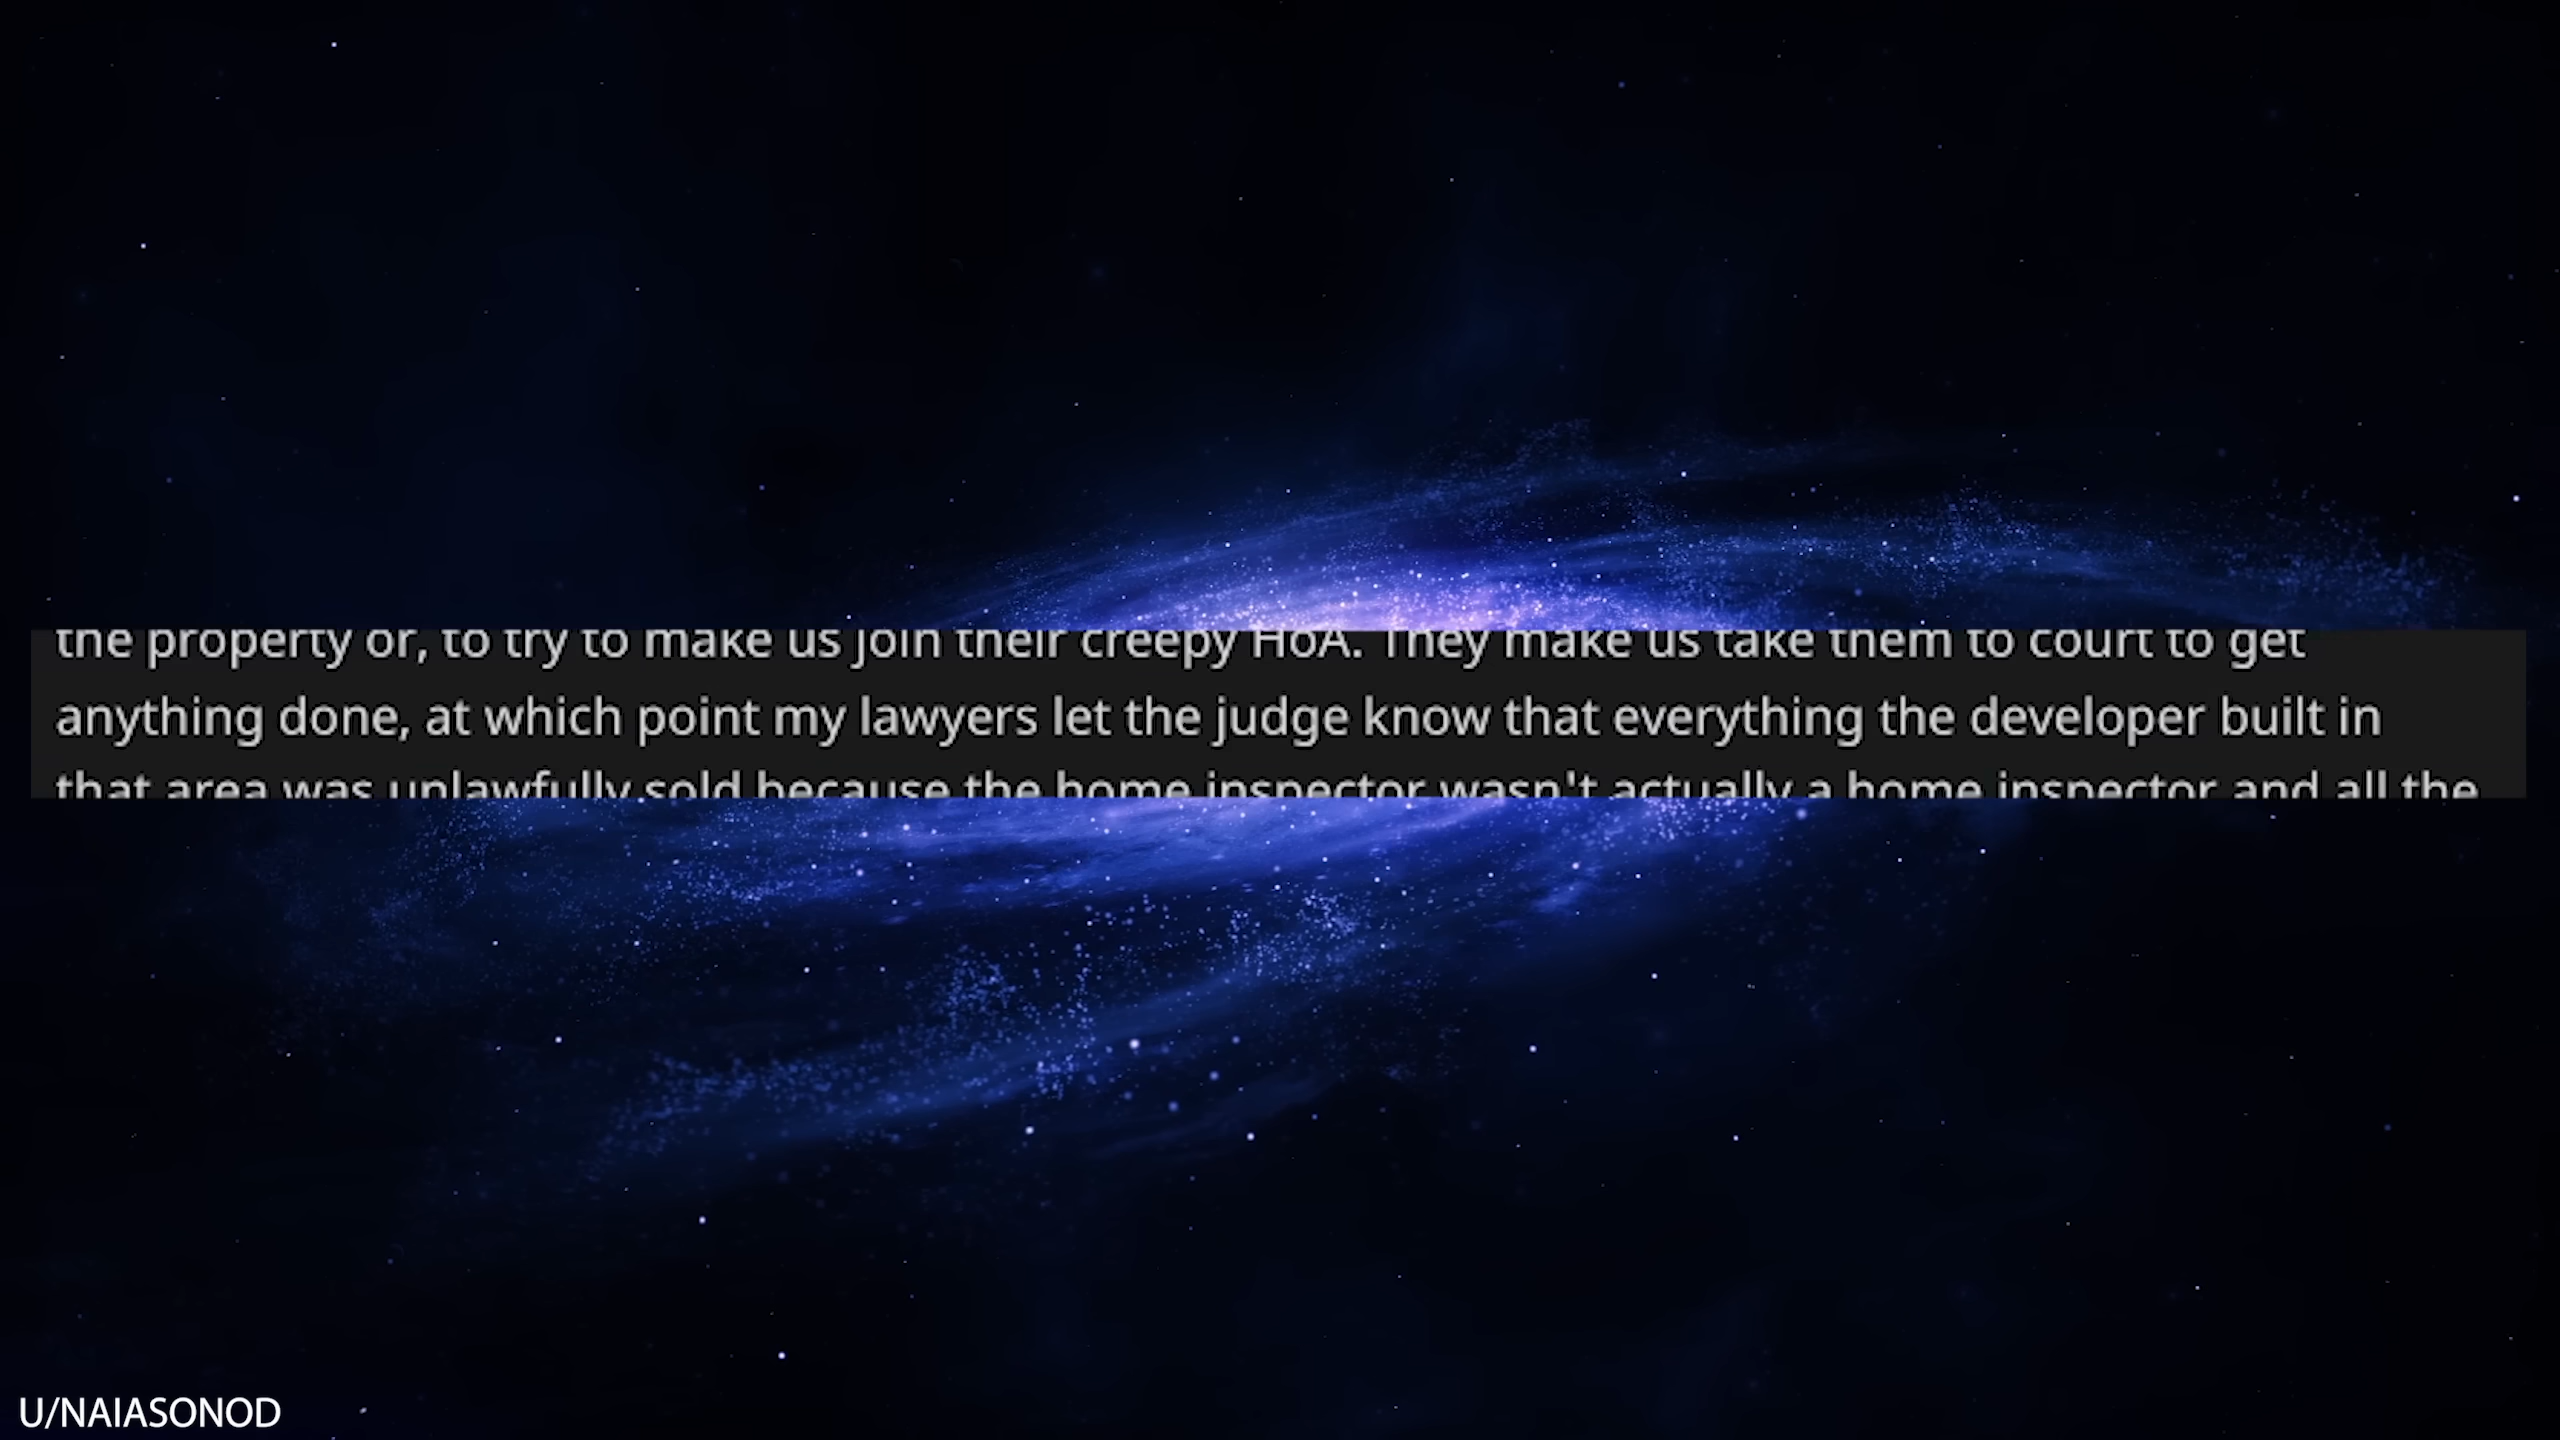 the property or, to try to make us join their creepy HoA. They make us take them to court to get
anything done, at which point my lawyers let the judge know that everything the developer built in
that area was unlawfully sold because the home inspector wasn't actually a home inspector and all the
U/NAIASONOD